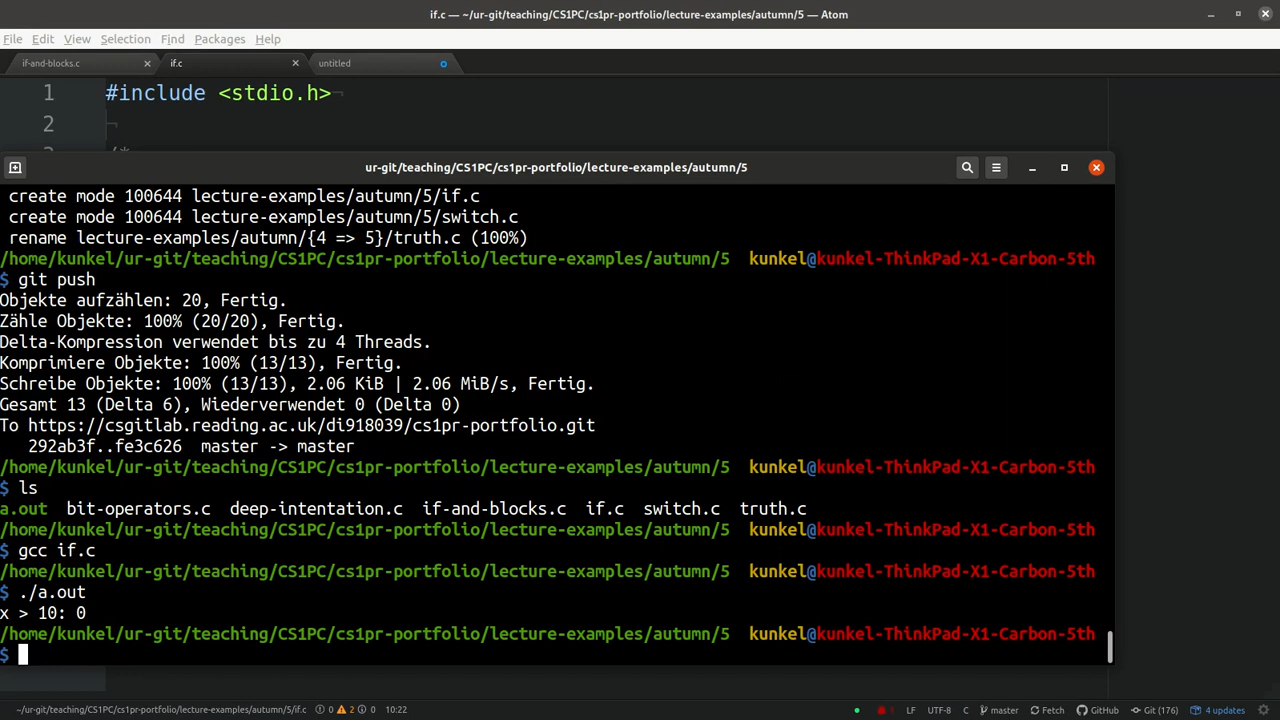 if.c — ~/ur-git/teaching/CS1PC/cs1pr-portfolio/lecture-examples/autumn/5 — Atom
File Edit View Selection Find Packages Help
if-and-blocks.c if.c untitled
1 #include <stdio.h>¬
2 ¬
/*
ur-git/teaching/CS1PC/cs1pr-portfolio/lecture-examples/autumn/5
create mode 100644 lecture-examples/autumn/5/if.c
create mode 100644 lecture-examples/autumn/5/switch.c
rename lecture-examples/autumn/{4 => 5}/truth.c (100%)
/home/kunkel/ur-git/teaching/CS1PC/cs1pr-portfolio/lecture-examples/autumn/5 kunkel@kunkel-ThinkPad-X1-Carbon-5th
$ git push
Objekte aufzählen: 20, Fertig.
Zähle Objekte: 100% (20/20), Fertig.
Delta-Kompression verwendet bis zu 4 Threads.
Komprimiere Objekte: 100% (13/13), Fertig.
Schreibe Objekte: 100% (13/13), 2.06 KiB | 2.06 MiB/s, Fertig.
Gesamt 13 (Delta 6), Wiederverwendet 0 (Delta 0)
To https://csgitlab.reading.ac.uk/di918039/cs1pr-portfolio.git
292ab3f..fe3c626 master -> master
/home/kunkel/ur-git/teaching/CS1PC/cs1pr-portfolio/lecture-examples/autumn/5 kunkel@kunkel-ThinkPad-X1-Carbon-5th
$ ls
a.out bit-operators.c deep-intentation.c if-and-blocks.c if.c switch.c truth.c
/home/kunkel/ur-git/teaching/CS1PC/cs1pr-portfolio/lecture-examples/autumn/5 kunkel@kunkel-ThinkPad-X1-Carbon-5th
$ gcc if.c
/home/kunkel/ur-git/teaching/CS1PC/cs1pr-portfolio/lecture-examples/autumn/5 kunkel@kunkel-ThinkPad-X1-Carbon-5th
$ ./a.out
x > 10: 0
/home/kunkel/ur-git/teaching/CS1PC/cs1pr-portfolio/lecture-examples/autumn/5 kunkel@kunkel-ThinkPad-X1-Carbon-5th
$
~/ur-git/teaching/CS1PC/cs1pr-portfolio/lecture-examples/autumn/5/if.c 0 2 0 10:22 LF UTF-8 C master Fetch GitHub Git (176) 4 updates